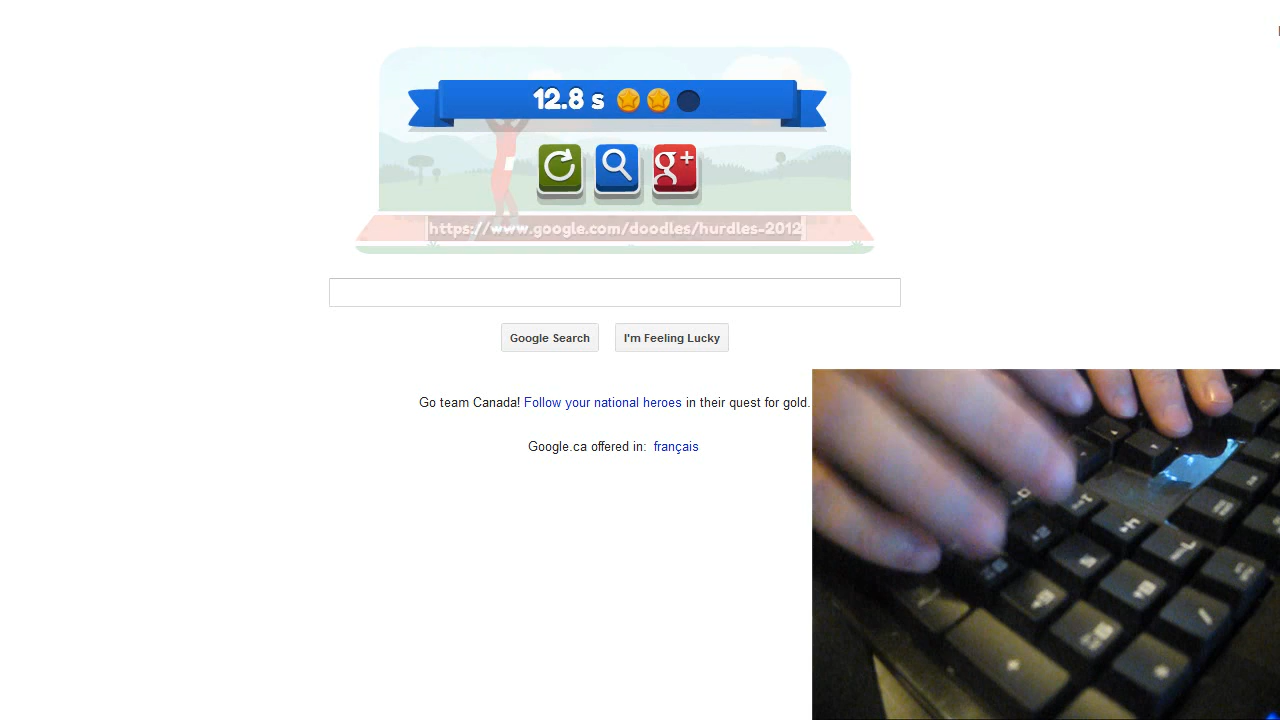 12.8 s
g+
https://www.google.com/doodles/hurdles-2012
Google Search
I'm Feeling Lucky
Go team Canada! Follow your national heroes in their quest for gold.
Google.ca offered in: français